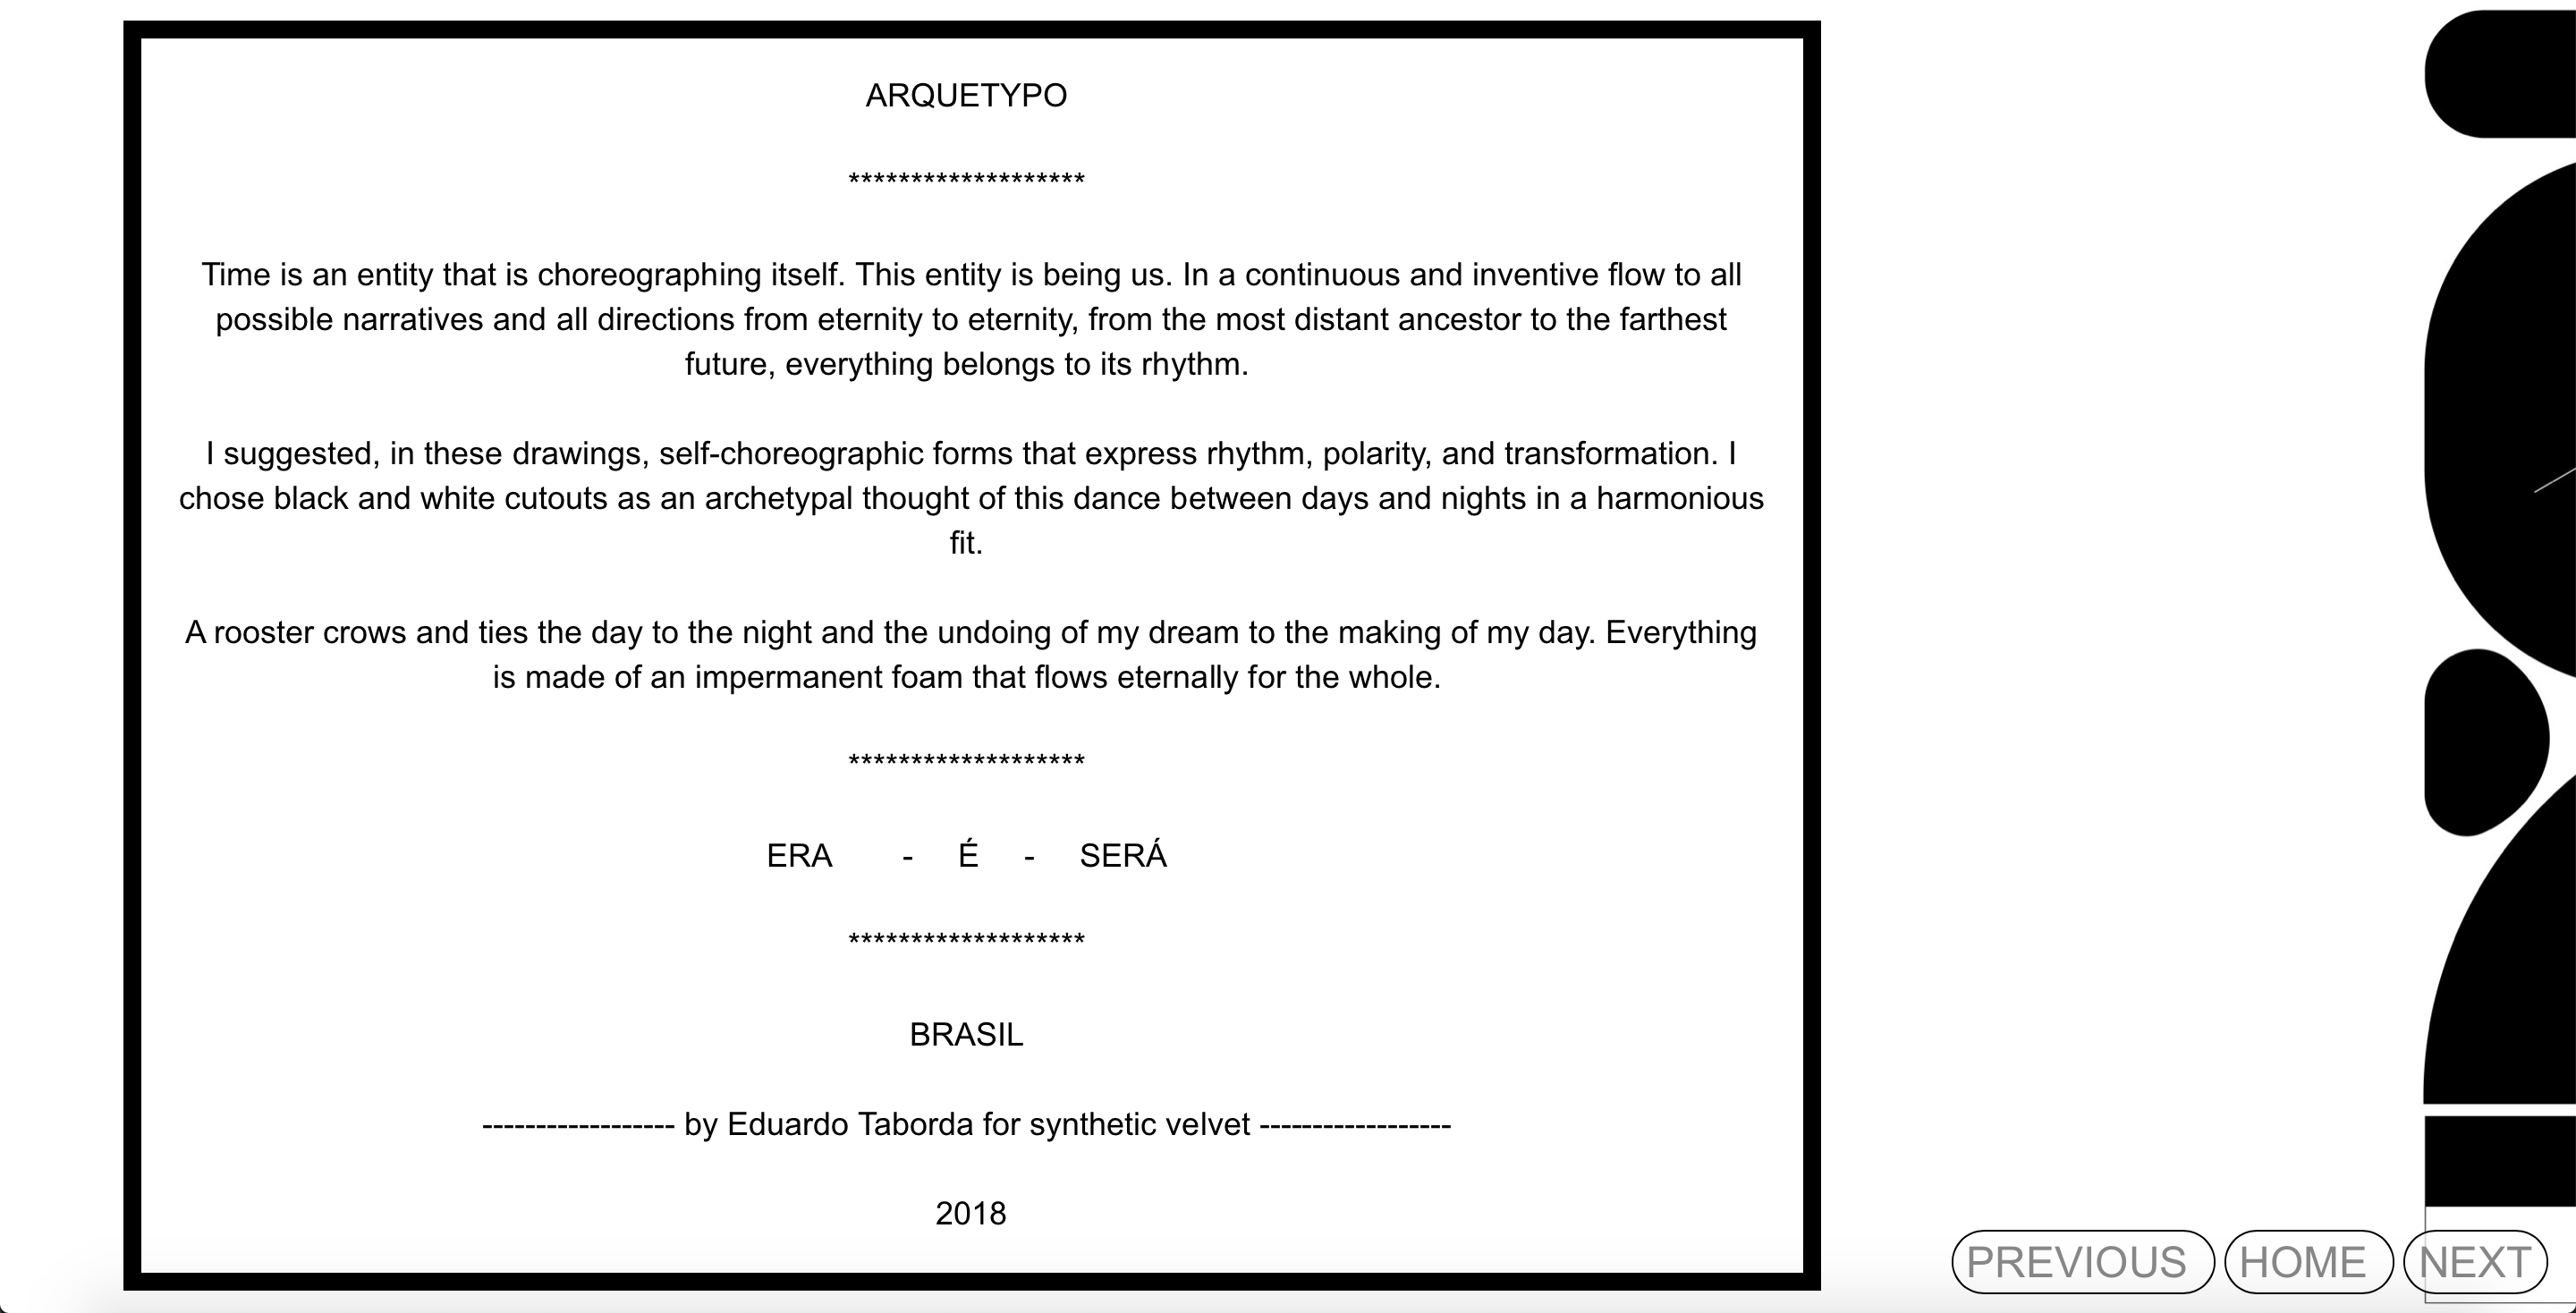 ARQUETYPO
*******************
Time is an entity that is choreographing itself. This entity is being us. In a continuous and inventive flow to all
possible narratives and all directions from eternity to eternity, from the most distant ancestor to the farthest
future, everything belongs to its rhythm.
I suggested, in these drawings, self-choreographic forms that express rhythm, polarity, and transformation. I
chose black and white cutouts as an archetypal thought of this dance between days and nights in a harmonious
fit.
A rooster crows and ties the day to the night and the undoing of my dream to the making of my day. Everything
is made of an impermanent foam that flows eternally for the whole.
*******************
ERA - É - SERÁ
*******************
BRASIL
------------------ by Eduardo Taborda for synthetic velvet ------------------
2018
PREVIOUS HOME NEXT